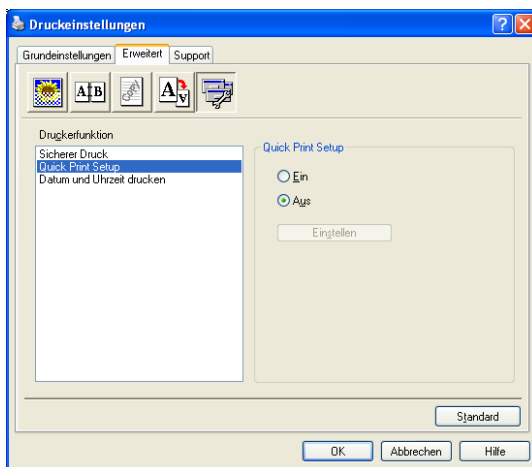 Druckeinstellungen
Grundeinstellungen Erweitert Support
A B
A A
Druckerfunktion
Sicherer Druck
Quick Print Setup
Datum und Uhrzeit drucken
Quick Print Setup
Ein
Aus
Einstellen
Standard
OK Abbrechen Hilfe